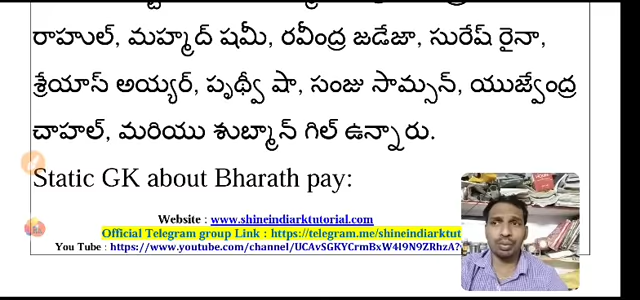 రాహుల్, మహ్మద్ షమీ, రవీంద్ర జడేజా, సురేష్ రైనా,
శ్రేయాస్ అయ్యర్, పృథ్వీ షా, సంజు సామ్సన్, యుజ్వేంద్ర
చాహల్, మరియు శుబ్మాన్ గిల్ ఉన్నారు.
Static GK about Bharath pay:
Website : www.shineindiarktutorial.com
Official Telegram group Link : https://telegram.me/shineindiarktut
You Tube : https://www.youtube.com/channel/UCAvSGKYCrmBxW4I9N9ZRhzA?